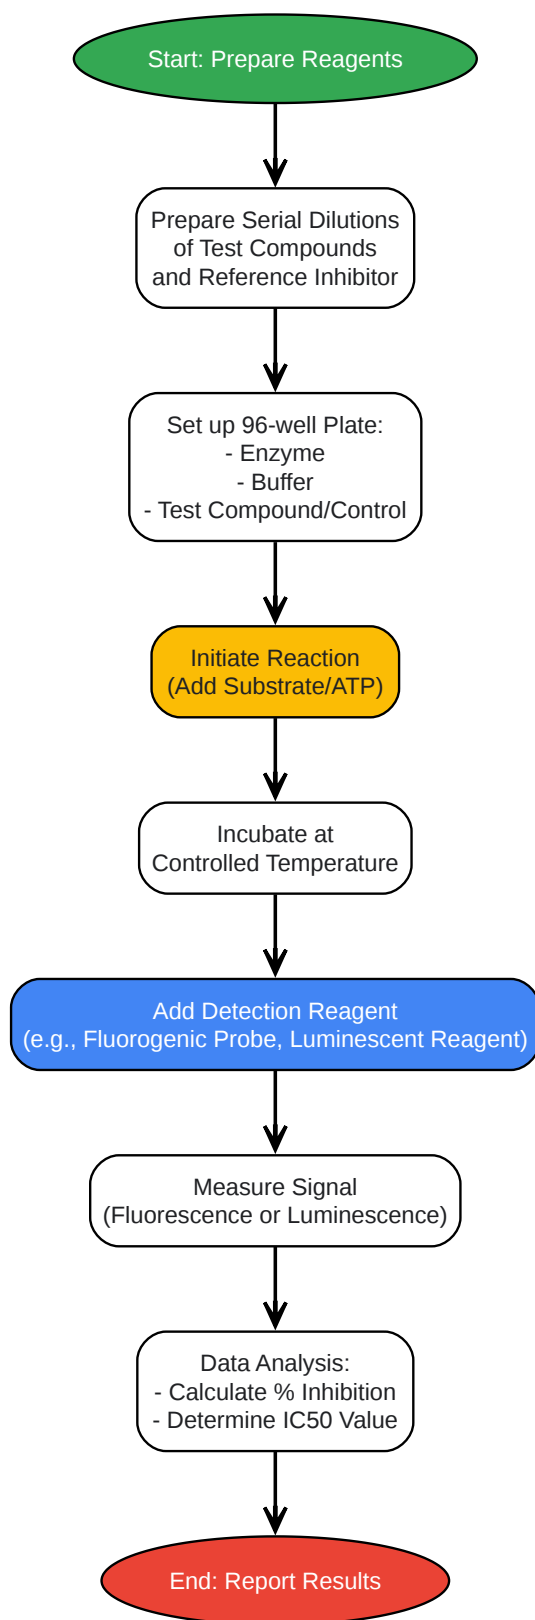 Start: Prepare Reagents
Prepare Serial Dilutions
of Test Compounds
and Reference Inhibitor
Set up 96-well Plate:
- Enzyme
- Buffer
- Test Compound/Control
Initiate Reaction
(Add Substrate/ATP)
Incubate at
Controlled Temperature
Add Detection Reagent
(e.g., Fluorogenic Probe, Luminescent Reagent)
Measure Signal
(Fluorescence or Luminescence)
Data Analysis:
- Calculate % Inhibition
- Determine IC50 Value
End: Report Results